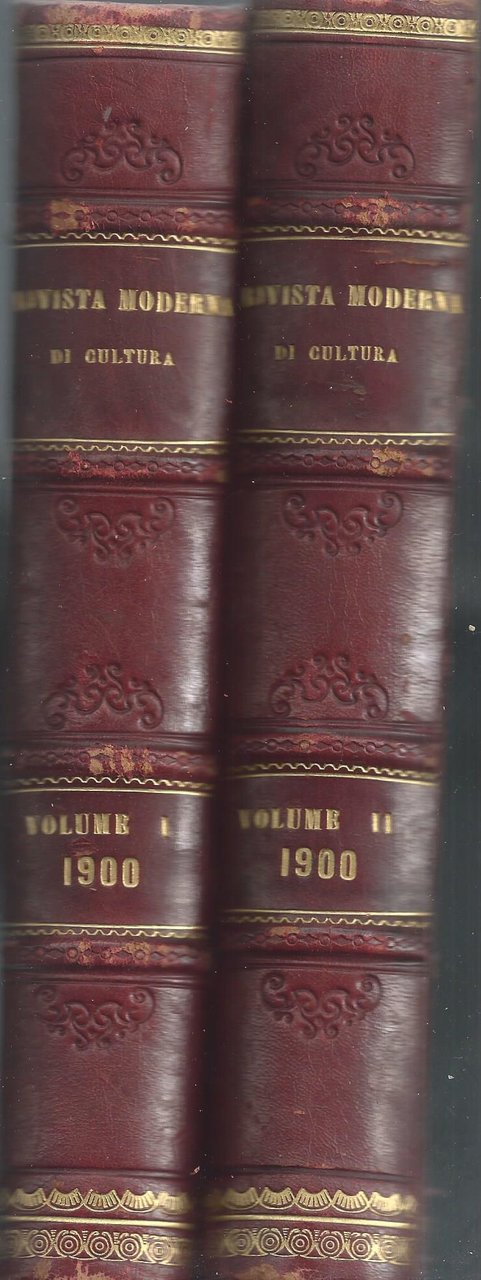 RIVISTA MODERNA
DI CULTURA
VOLUME I
1900
RIVISTA MODERNA
DI CULTURA
VOLUME II
1900